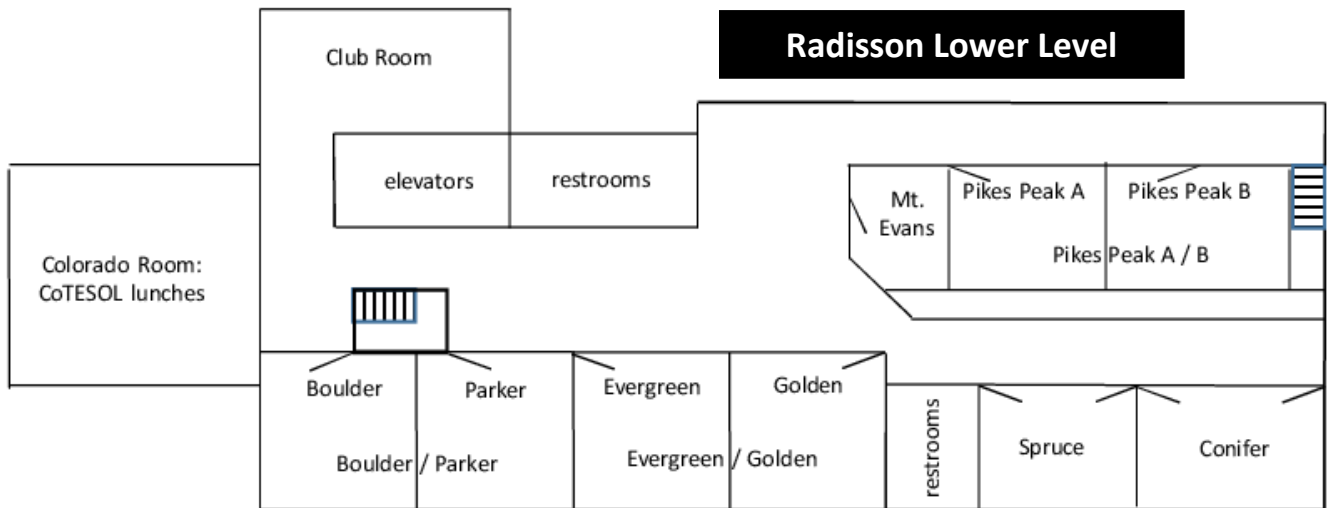 Radisson Lower Level
Club Room
elevators
restrooms
Mt.
Evans
Pikes Peak A
Pikes Peak B
Pikes Peak A / B
Colorado Room:
CoTESOL lunches
Boulder
Parker
Evergreen
Golden
Boulder / Parker
Evergreen / Golden
restrooms
Spruce
Conifer